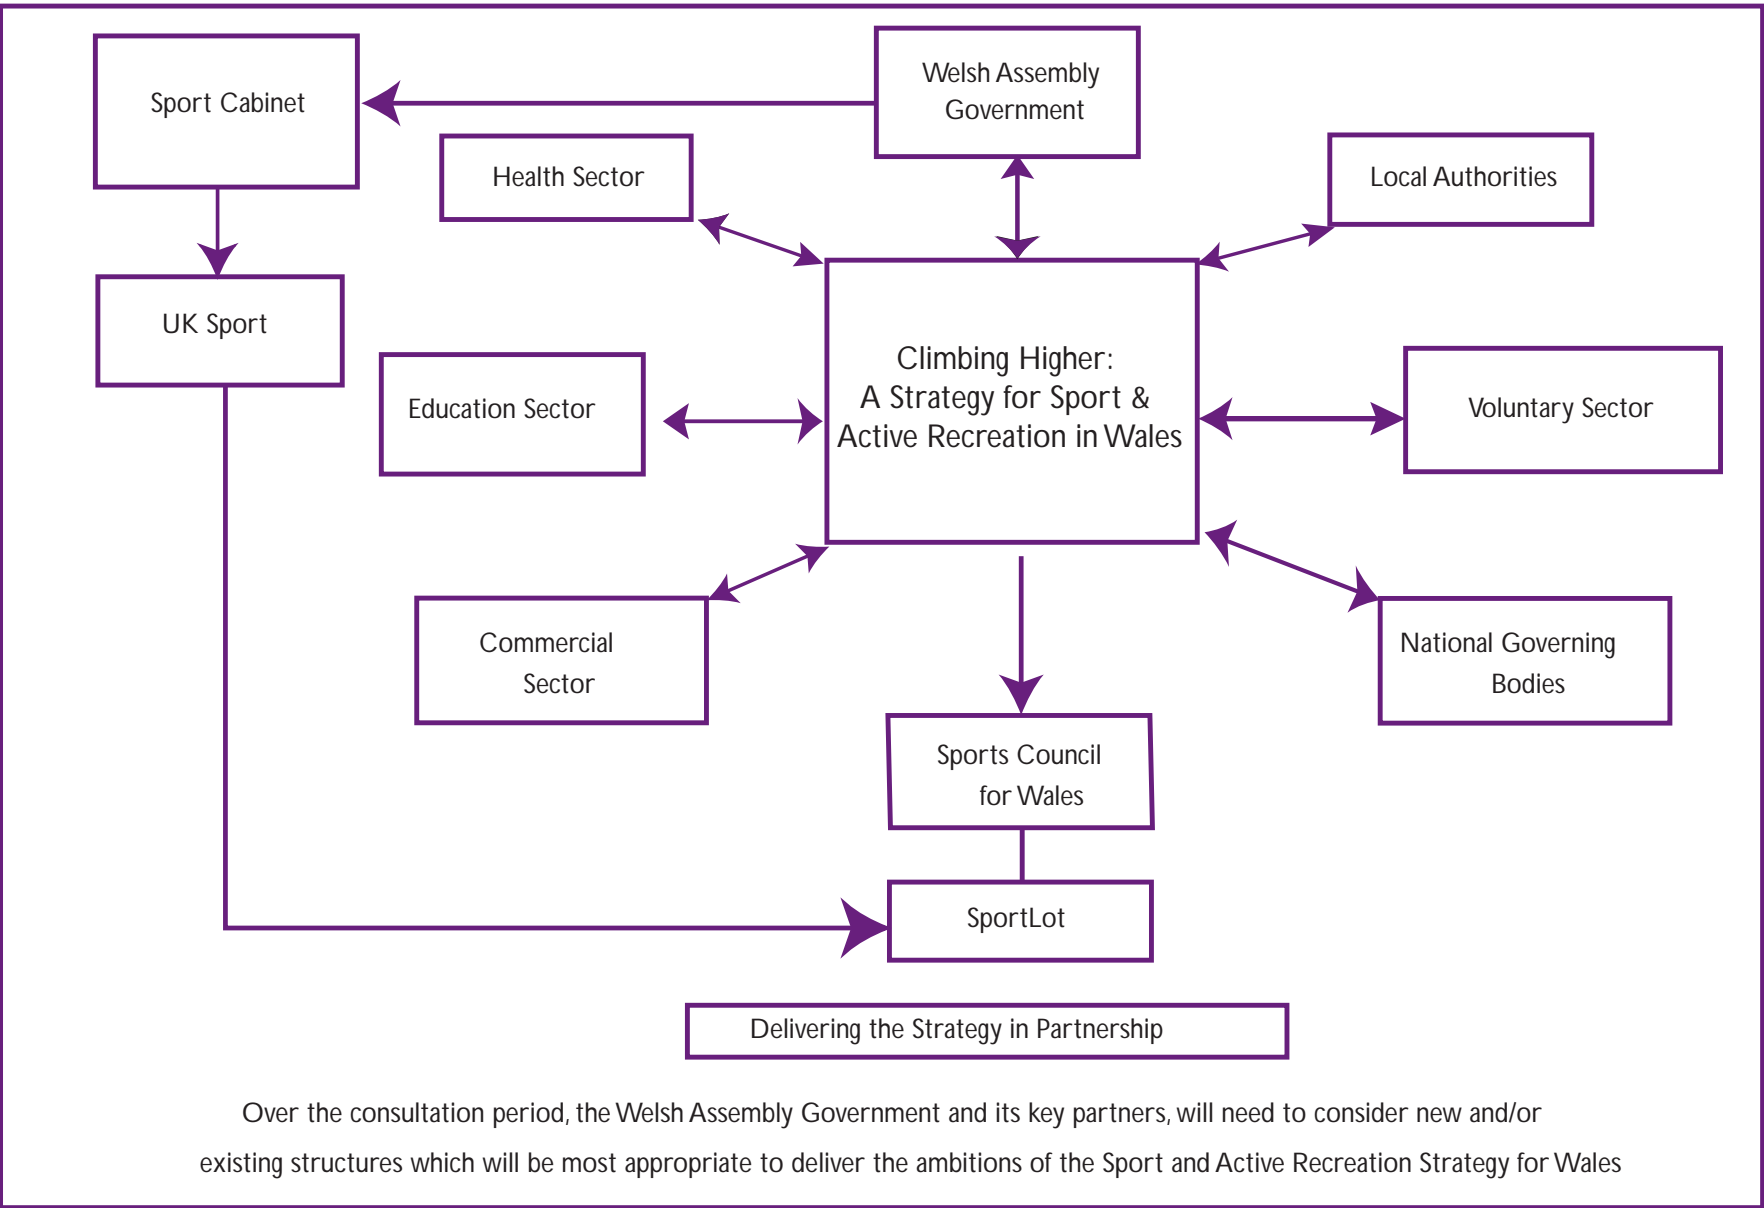 Sport Cabinet
Welsh Assembly
Government
Health Sector
Local Authorities
UK Sport
Education Sector
Climbing Higher:
A Strategy for Sport &
Active Recreation in Wales
Voluntary Sector
Commercial
Sector
National Governing
Bodies
Sports Council
for Wales
SportLot
Delivering the Strategy in Partnership
Over the consultation period, the Welsh Assembly Government and its key partners, will need to consider new and/or
existing structures which will be most appropriate to deliver the ambitions of the Sport and Active Recreation Strategy for Wales